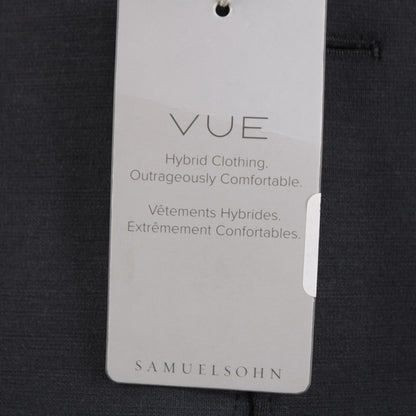 VUE
Hybrid Clothing.
Outrageously Comfortable.
Vêtements Hybrides.
Extrêmement Confortables.
SAMUELSOHN